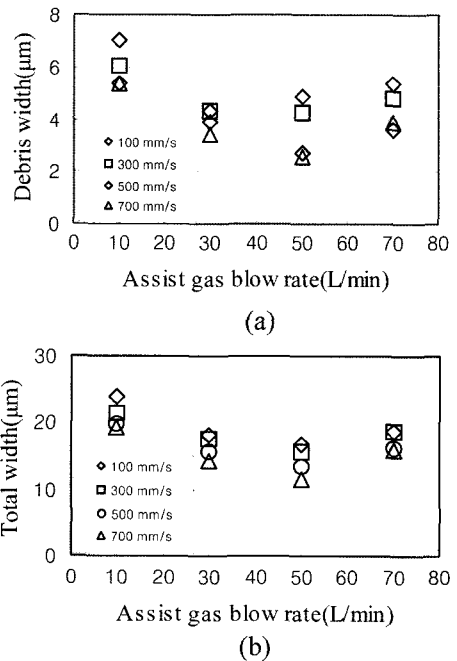 8
6
4
2
0
Debris width(μm)
◇ 100 mm/s
□ 300 mm/s
◇ 500 mm/s
△ 700 mm/s
0 10 20 30 40 50 60 70 80
Assist gas blow rate(L/min)
(a)
30
20
10
0
Total width(μm)
◇ 100 mm/s
□ 300 mm/s
○ 500 mm/s
△ 700 mm/s
0 10 20 30 40 50 60 70 80
Assist gas blow rate(L/min)
(b)